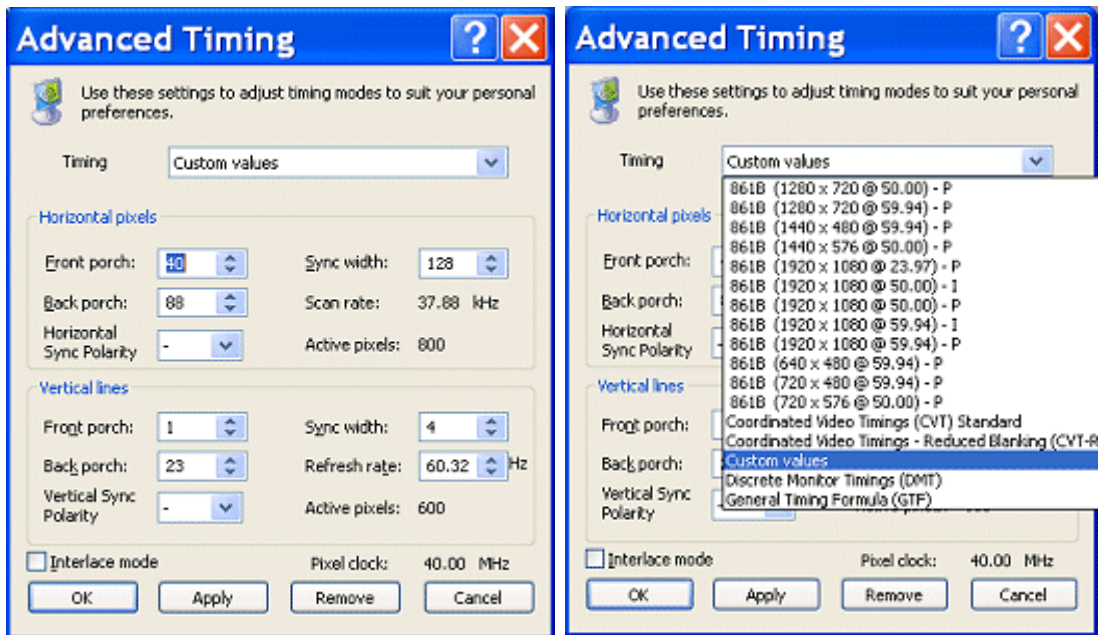 Advanced Timing
Use these settings to adjust timing modes to suit your personal
preferences.
Timing Custom values
Horizontal pixels
Front porch: 40 Sync width: 128
Back porch: 88 Scan rate: 37.88 kHz
Horizontal
Sync Polarity - Active pixels: 800
Vertical lines
Front porch: 1 Sync width: 4
Back porch: 23 Refresh rate: 60.32 Hz
Vertical Sync
Polarity - Active pixels: 600
Interlace mode Pixel clock: 40.00 MHz
OK Apply Remove Cancel
Advanced Timing
Use these settings to adjust timing modes to suit your personal
preferences.
Timing Custom values
861B (1280 x 720 @ 50.00) - P
861B (1280 x 720 @ 59.94) - P
861B (1440 x 480 @ 59.94) - P
861B (1440 x 576 @ 50.00) - P
861B (1920 x 1080 @ 23.97) - P
861B (1920 x 1080 @ 50.00) - I
861B (1920 x 1080 @ 50.00) - P
861B (1920 x 1080 @ 59.94) - I
861B (1920 x 1080 @ 59.94) - P
861B (640 x 480 @ 59.94) - P
861B (720 x 480 @ 59.94) - P
861B (720 x 576 @ 50.00) - P
Coordinated Video Timings (CVT) Standard
Coordinated Video Timings - Reduced Blanking (CVT-R
Custom values
Discrete Monitor Timings (DMT)
General Timing Formula (GTF)
Horizontal pixels
Front porch:
Back porch:
Horizontal
Sync Polarity
Vertical lines
Front porch:
Back porch:
Vertical Sync
Polarity
Interlace mode Pixel clock: 40.00 MHz
OK Apply Remove Cancel